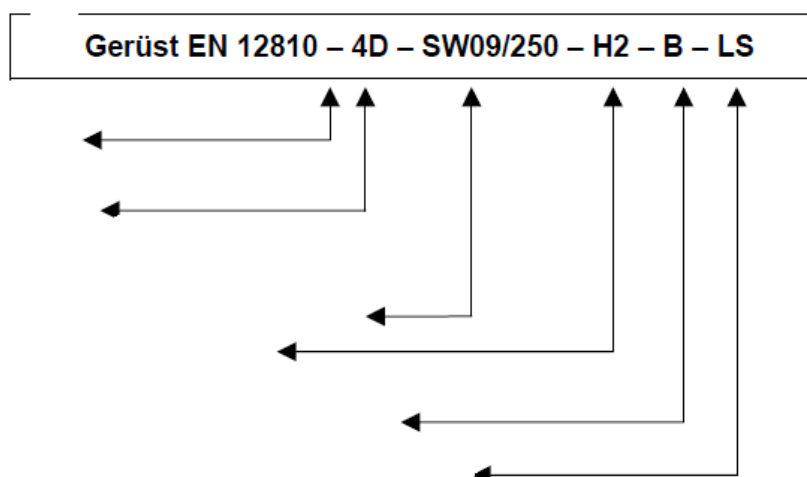 Gerüst EN 12810 – 4D – SW09/250 – H2 – B – LS